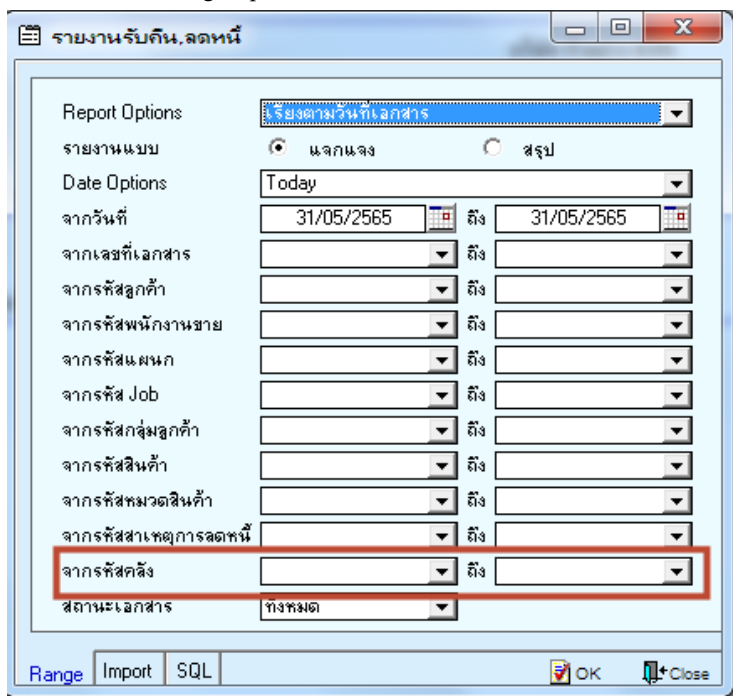 รายงานรับคืน,ลดหนี้
Report Options เรียงตามวันที่เอกสาร
รายงานแบบ แจกแจง สรุป
Date Options Today
จากวันที่ 31/05/2565 ถึง 31/05/2565
จากเลขที่เอกสาร ถึง
จากรหัสลูกค้า ถึง
จากรหัสพนักงานขาย ถึง
จากรหัสแผนก ถึง
จากรหัส Job ถึง
จากรหัสกลุ่มลูกค้า ถึง
จากรหัสสินค้า ถึง
จากรหัสหมวดสินค้า ถึง
จากรหัสสาเหตุการลดหนี้ ถึง
จากรหัสคลัง ถึง
สถานะเอกสาร ทั้งหมด
Range Import SQL OK Close